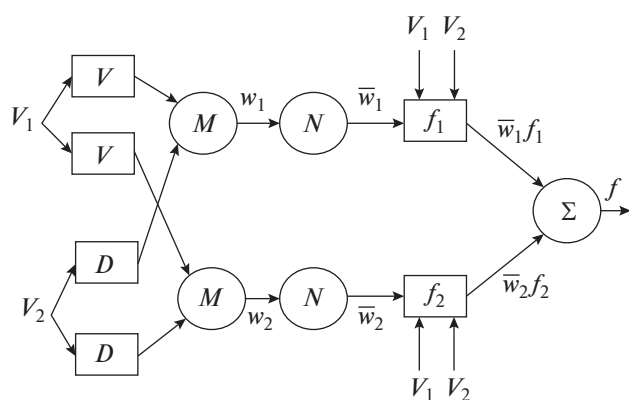 V₁ V₂
V
w₁ w̅₁
V₁ M N f₁
w̅₁f₁
V
f
Σ
D
w̅₂f₂
V₂ M N f₂
w₂ w̅₂
D
V₁ V₂